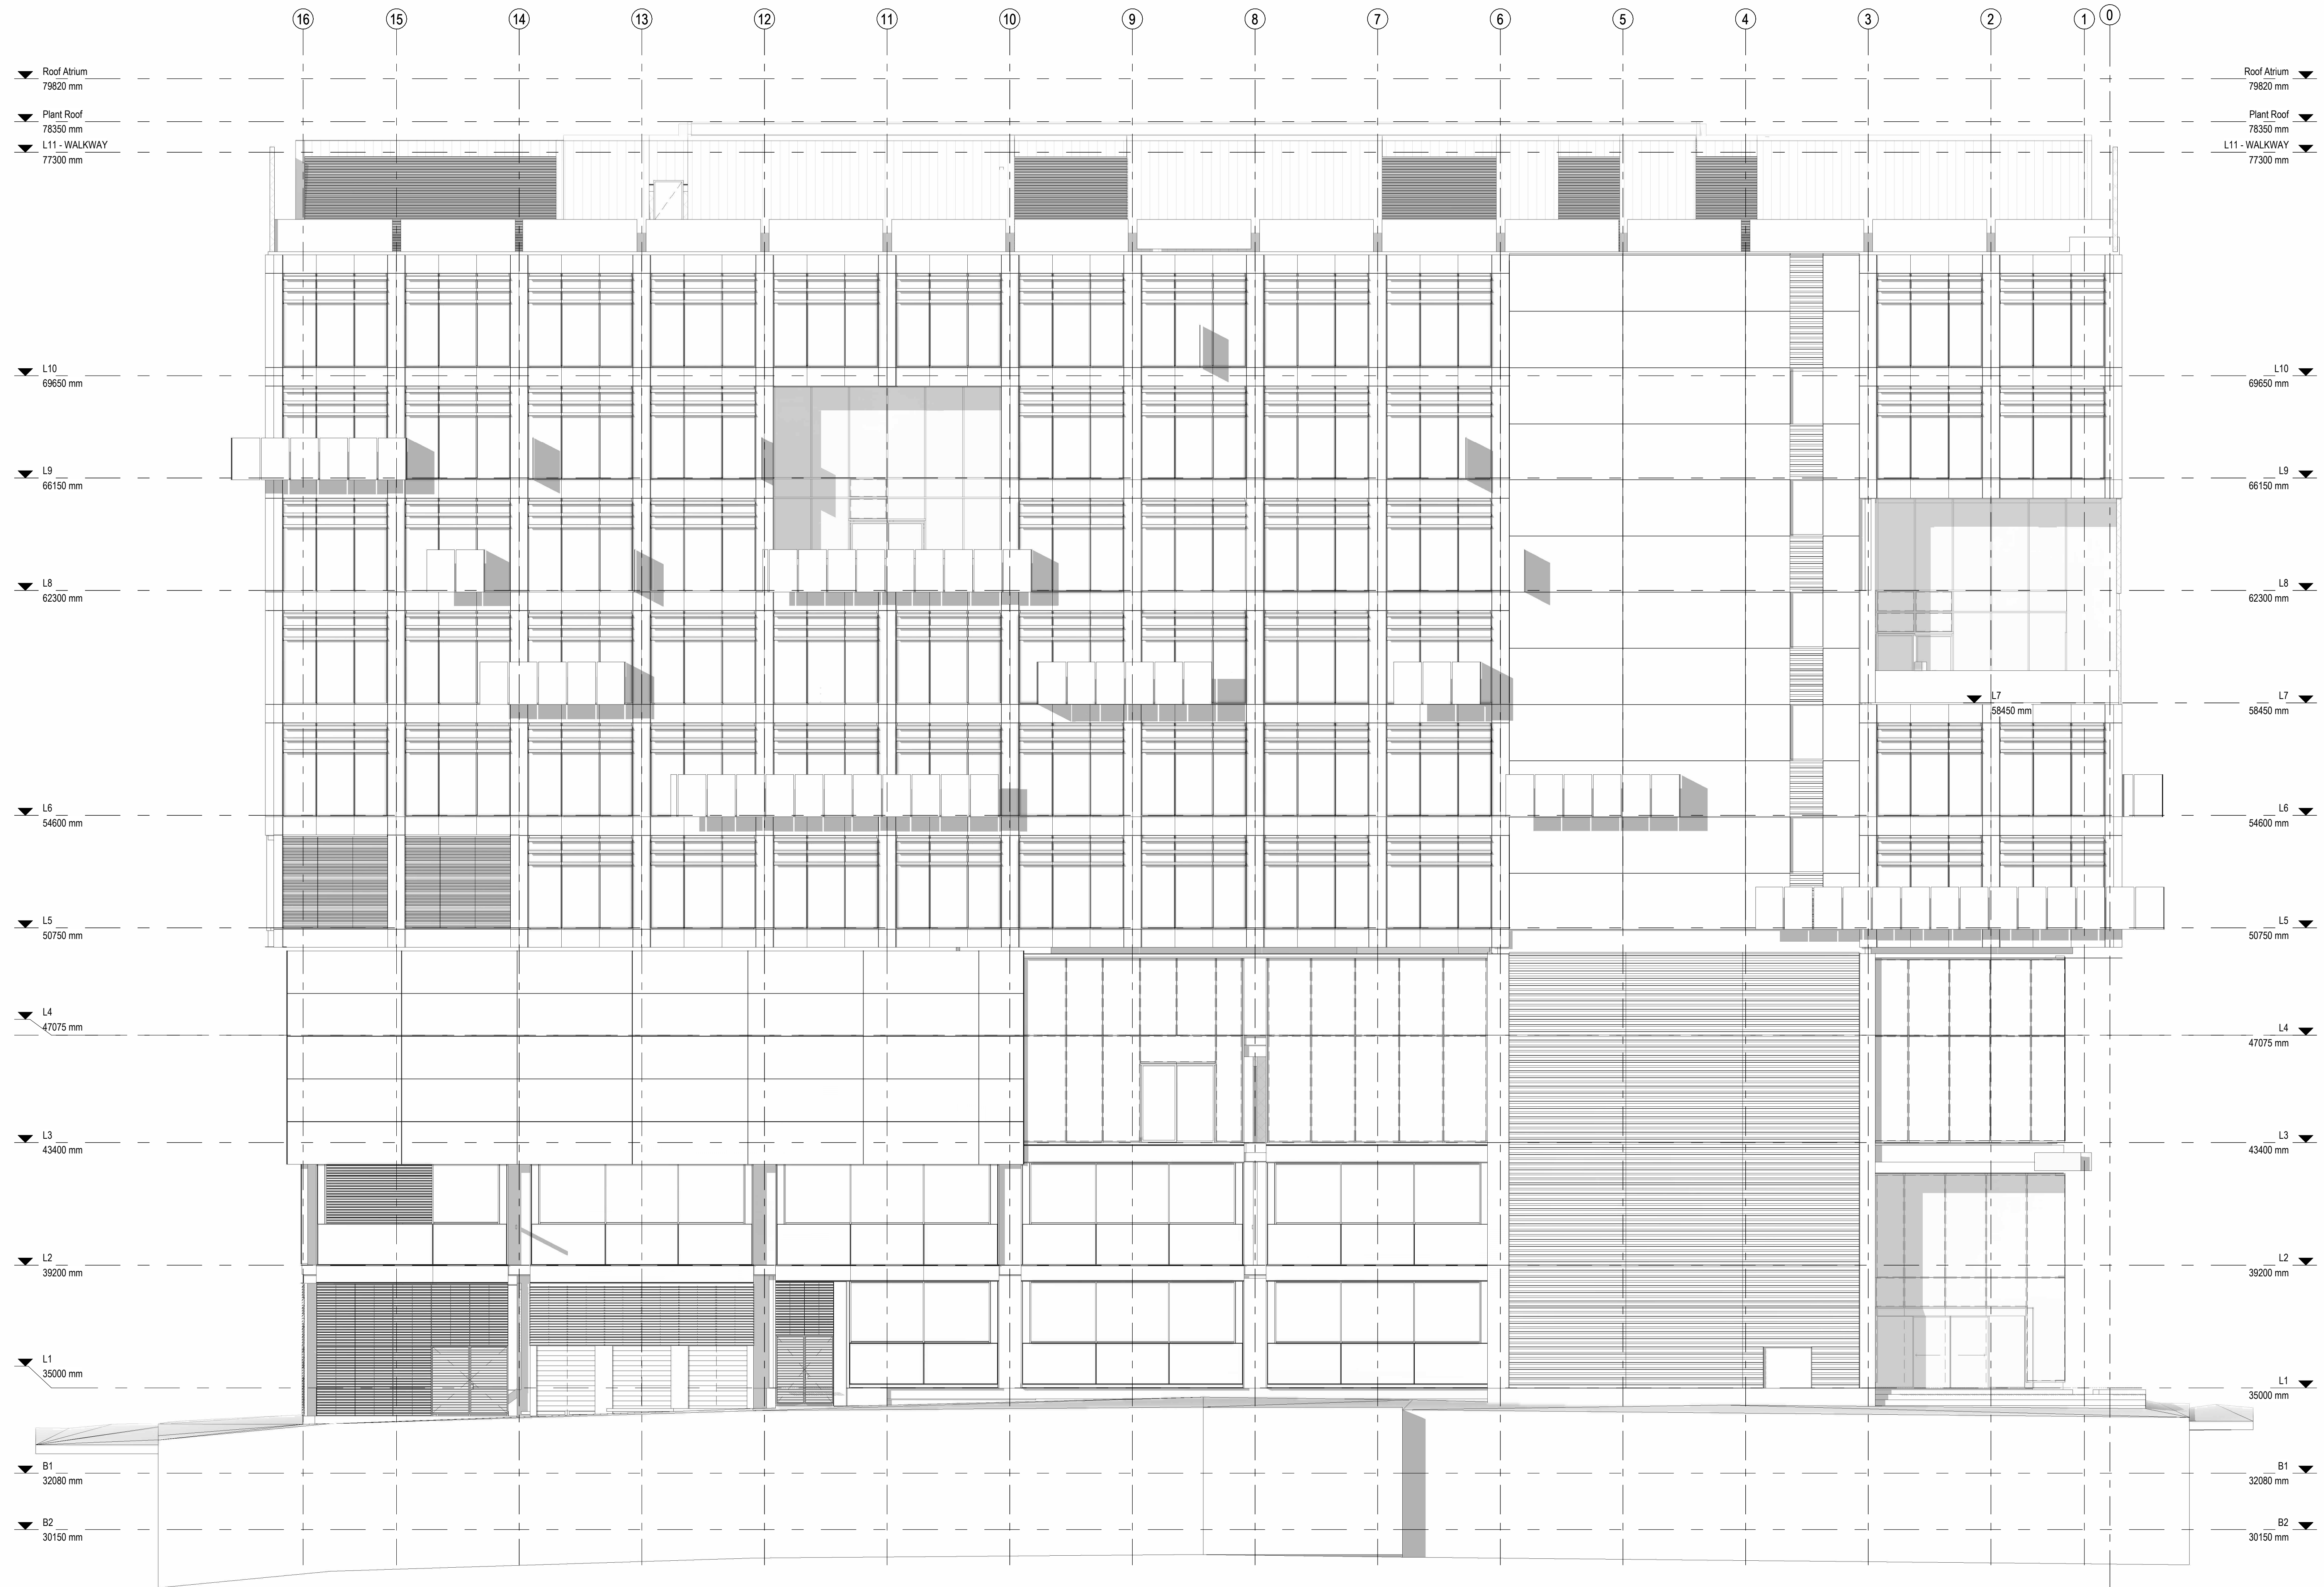 16 15 14 13 12 11 10 9 8 7 6 5 4 3 2 1 0
Roof Atrium
79820 mm
Roof Atrium
79820 mm
Plant Roof
78350 mm
Plant Roof
78350 mm
L11 - WALKWAY
77300 mm
L11 - WALKWAY
77300 mm
L10
69650 mm
L10
69650 mm
L9
66150 mm
L9
66150 mm
L8
62300 mm
L8
62300 mm
L7
58450 mm
L7
58450 mm
L6
54600 mm
L6
54600 mm
L5
50750 mm
L5
50750 mm
L4
47075 mm
L4
47075 mm
L3
43400 mm
L3
43400 mm
L2
39200 mm
L2
39200 mm
L1
35000 mm
L1
35000 mm
B1
32080 mm
B1
32080 mm
B2
30150 mm
B2
30150 mm